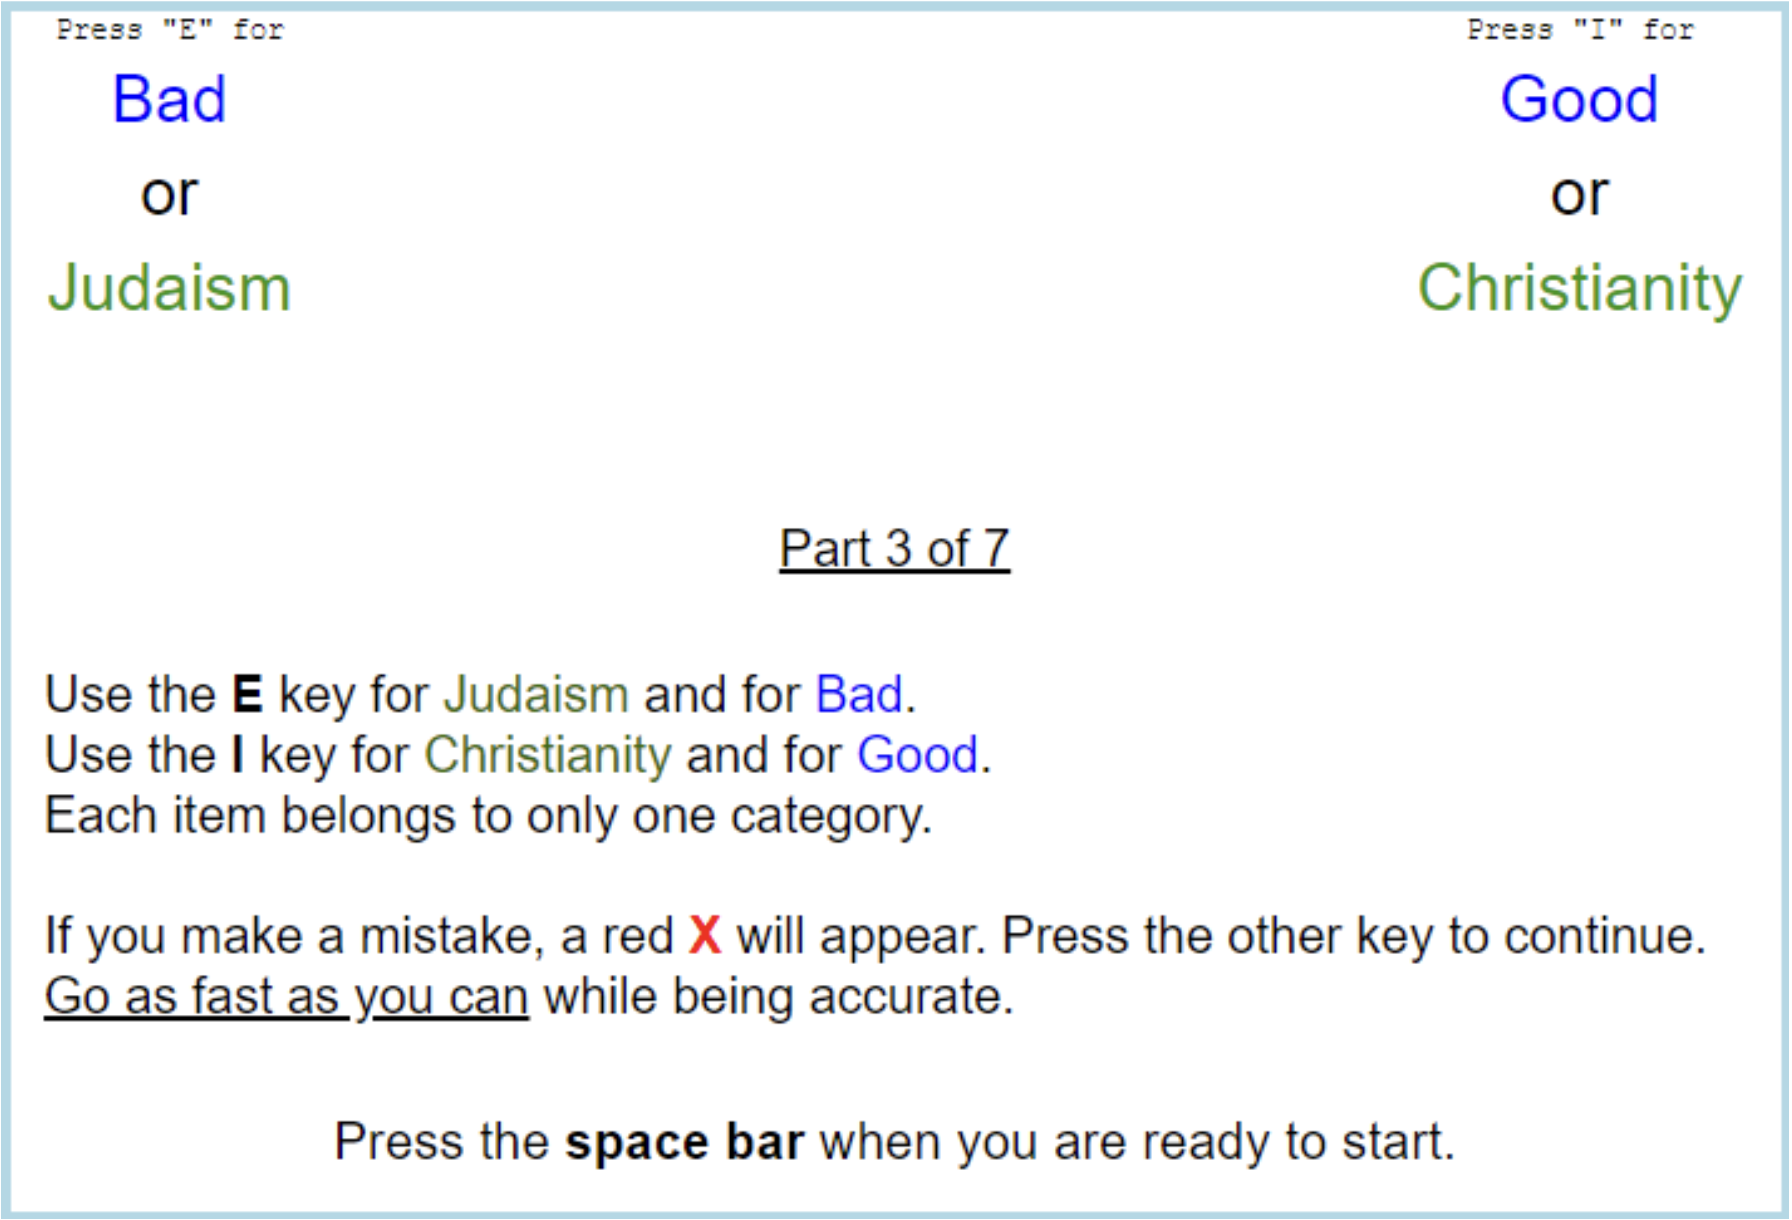 Press "E" for
Press "I" for
Bad
Good
or
or
Judaism
Christianity
Part 3 of 7
Use the E key for Judaism and for Bad.
Use the I key for Christianity and for Good.
Each item belongs to only one category.
If you make a mistake, a red X will appear. Press the other key to continue.
Go as fast as you can while being accurate.
Press the space bar when you are ready to start.